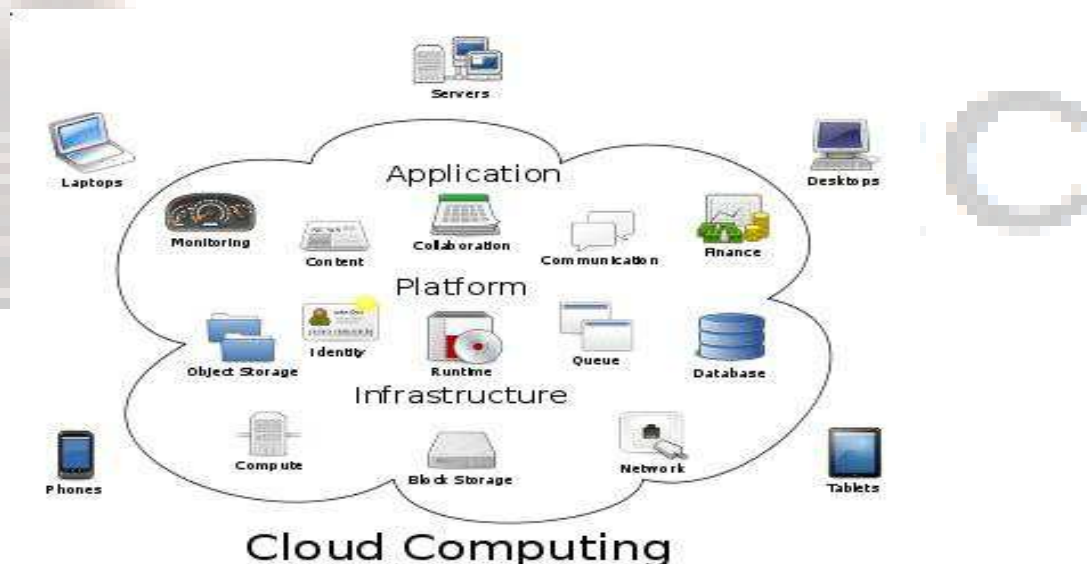 Servers
Laptops
Desktops
Application
Monitoring
Content
Collaboration
Communication
Finance
Platform
Object Storage
Identity
Runtime
Queue
Database
Infrastructure
Compute
Block Storage
Network
Phones
Tablets
Cloud Computing